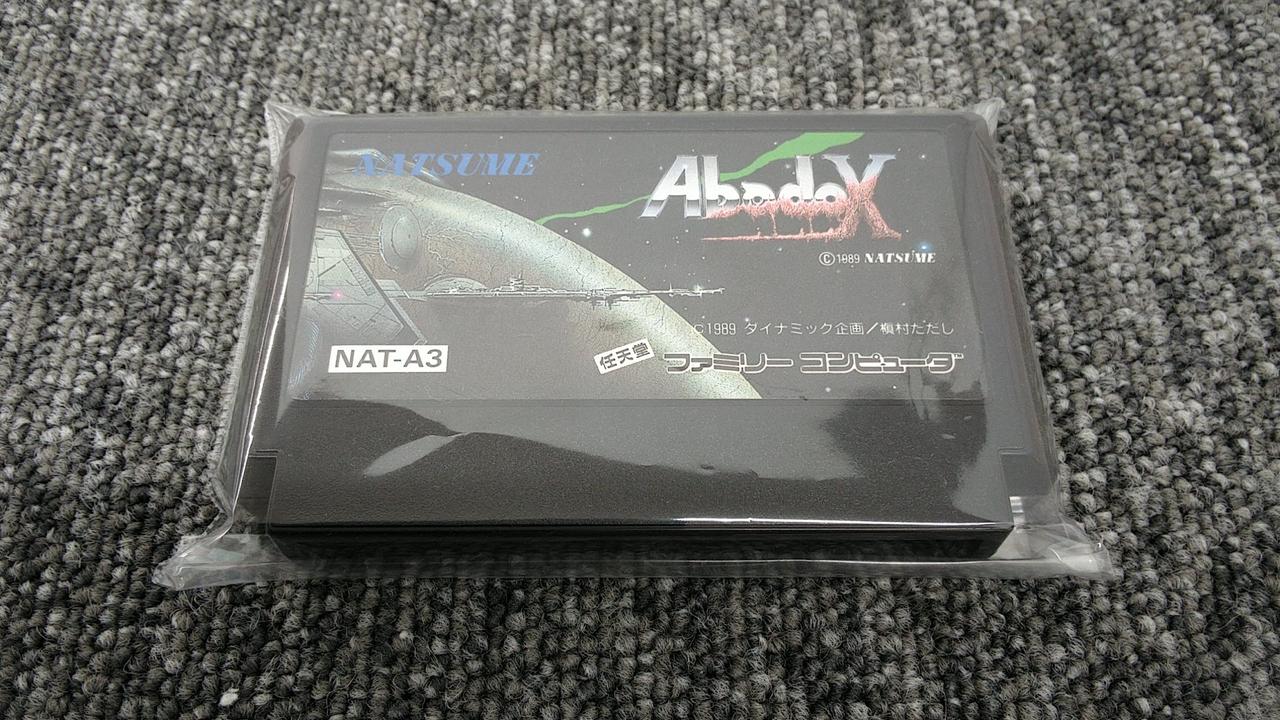 NATSUME
AbadoX
©1989 NATSUME
©1989 ダイナミック企画/槇村ただし
NAT-A3
任天堂 ファミリーコンピュータ